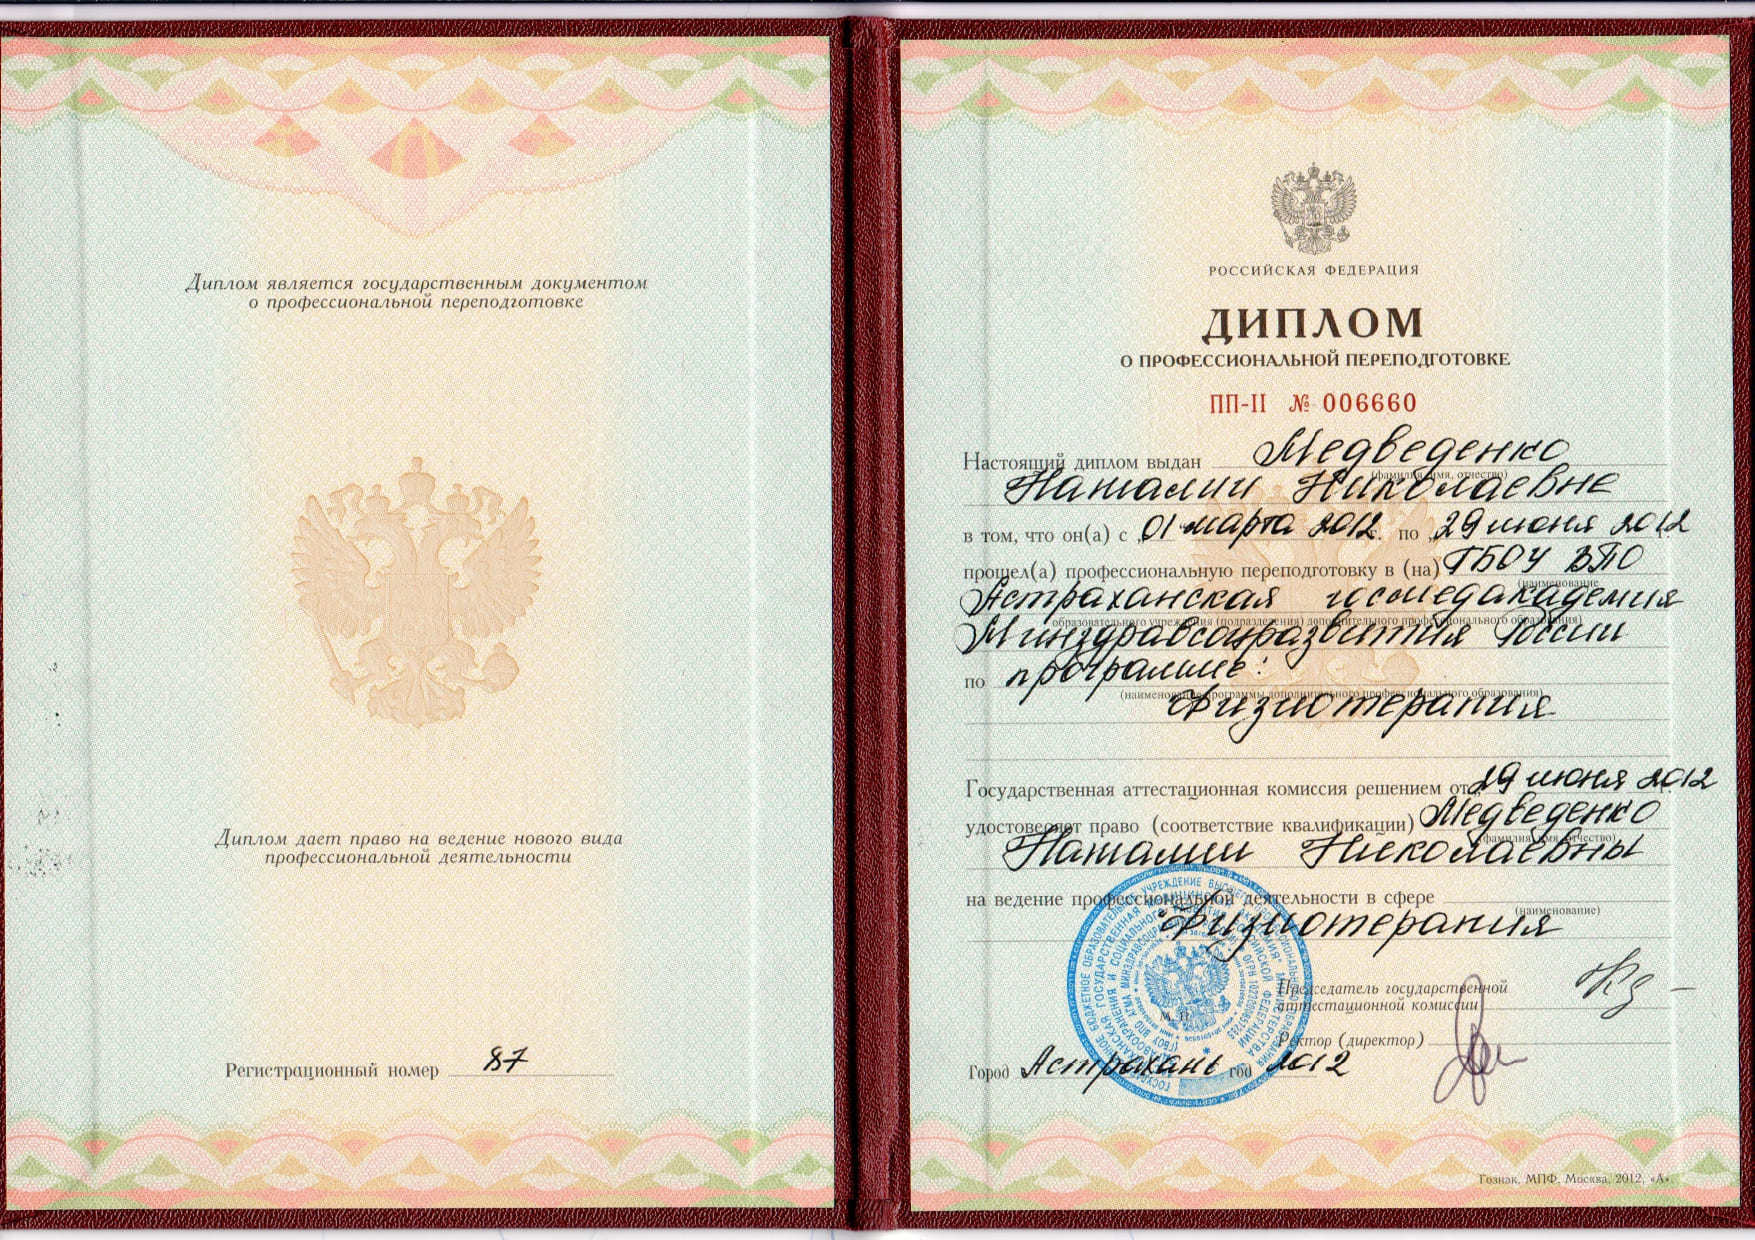 Диплом является государственным документом
о профессиональной переподготовке
Диплом дает право на ведение нового вида
профессиональной деятельности
Регистрационный номер 87
РОССИЙСКАЯ ФЕДЕРАЦИЯ
ДИПЛОМ
О ПРОФЕССИОНАЛЬНОЙ ПЕРЕПОДГОТОВКЕ
ПП-II № 006660
Настоящий диплом выдан Медведенко
(фамилия, имя, отчество)
Наталии Николаевне
в том, что он(а) с „01" марта 2012 г. по „29 июня 2012
прошел(а) профессиональную переподготовку в (на) ГБОУ ВПО
(наименование
Астраханская госмедакадемия
образовательного учреждения (подразделения) дополнительного профессионального образования)
Минздравсоцразвития России
по программе:
(наименование программы дополнительного профессионального образования)
Физиотерапия
Государственная аттестационная комиссия решением от „29 июня 2012
удостоверяет право (соответствие квалификации) Медведенко
(фамилия, имя, отчество)
Наталии Николаевны
на ведение профессиональной деятельности в сфере
(наименование)
Физиотерапия
Председатель государственной
аттестационной комиссии
М. П.
Ректор (директор)
Город Астрахань год 2012
Гознак, МПФ, Москва, 2012, «А».